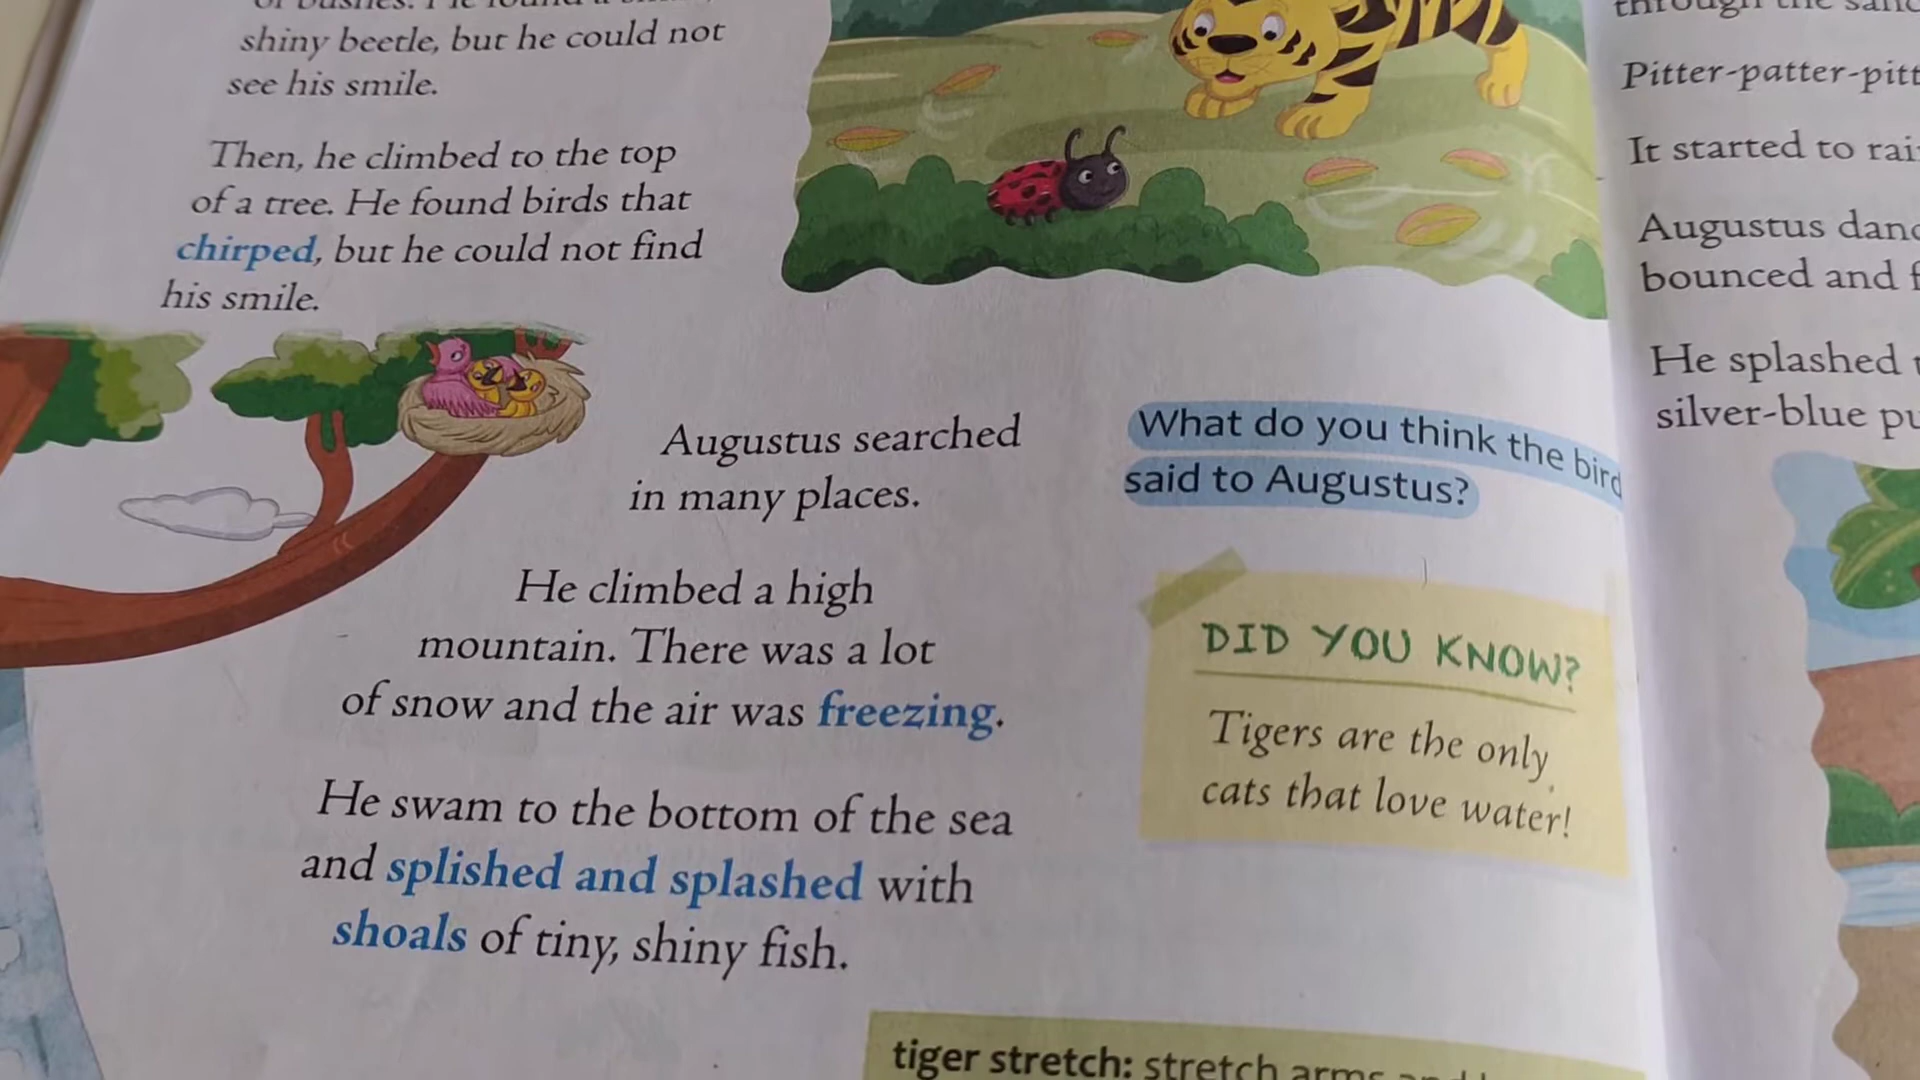 shiny beetle, but he could not
see his smile.
Then, he climbed to the top
of a tree. He found birds that
chirped, but he could not find
his smile.
Augustus searched
in many places.
He climbed a high
mountain. There was a lot
of snow and the air was freezing.
He swam to the bottom of the sea
and splished and splashed with
shoals of tiny, shiny fish.
What do you think the bird
said to Augustus?
DID YOU KNOW?
Tigers are the only
cats that love water!
tiger stretch: stretch arms
through the
Pitter-patter-
It started to
Augustus
bounced and
He splashed
silver-blue